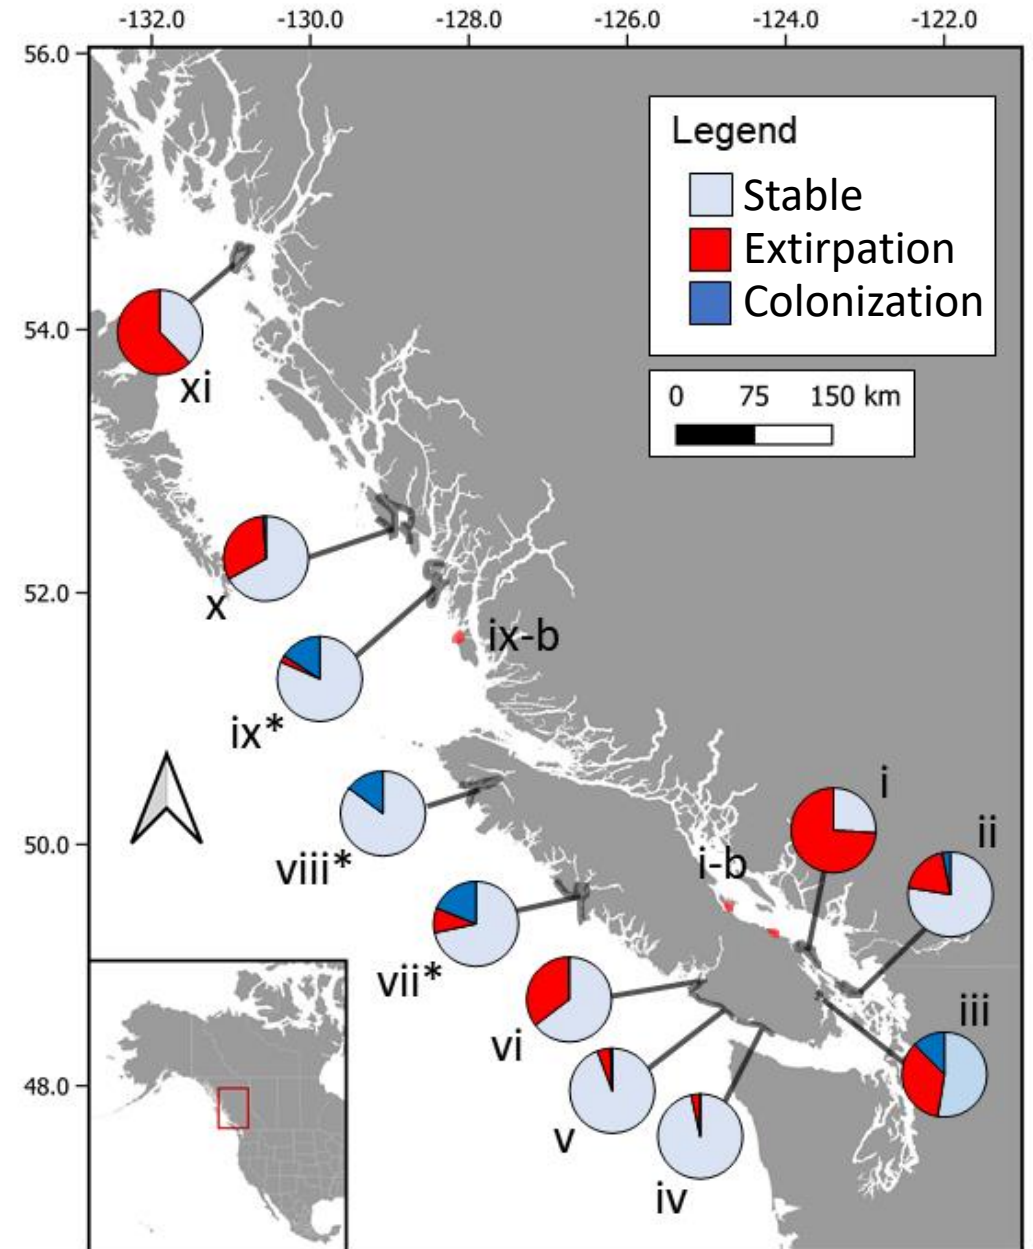 -132.0 -130.0 -128.0 -126.0 -124.0 -122.0
56.0
Legend
Stable
Extirpation
Colonization
54.0
xi
0 75 150 km
52.0
x
ix-b
ix*
i
50.0
viii*
i-b
ii
vii*
iii
vi
48.0
v
iv